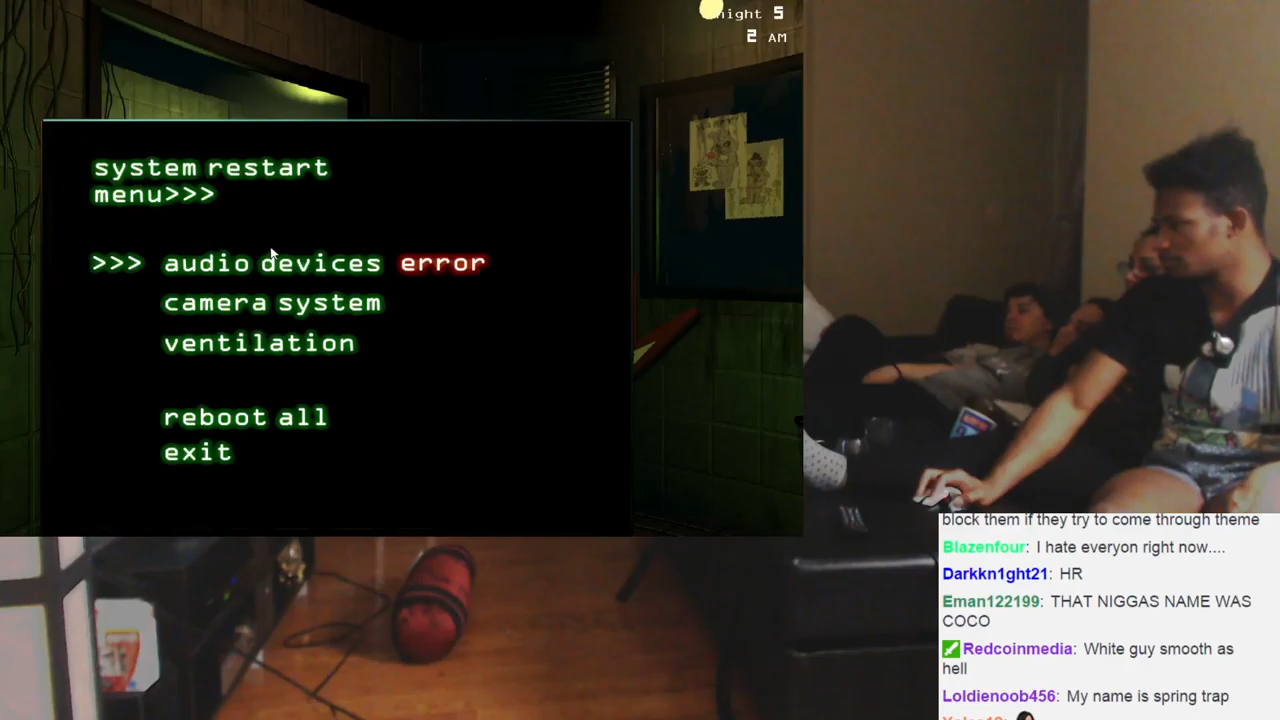 night 5
2 AM
system restart
menu>>>
>>> audio devices error
camera system
ventilation
reboot all
exit
block them if they try to come through theme
Blazenfour: I hate everyon right now....
Darkkn1ght21: HR
Eman122199: THAT NIGGAS NAME WAS
COCO
Redcoinmedia: White guy smooth as
hell
Loldienoob456: My name is spring trap